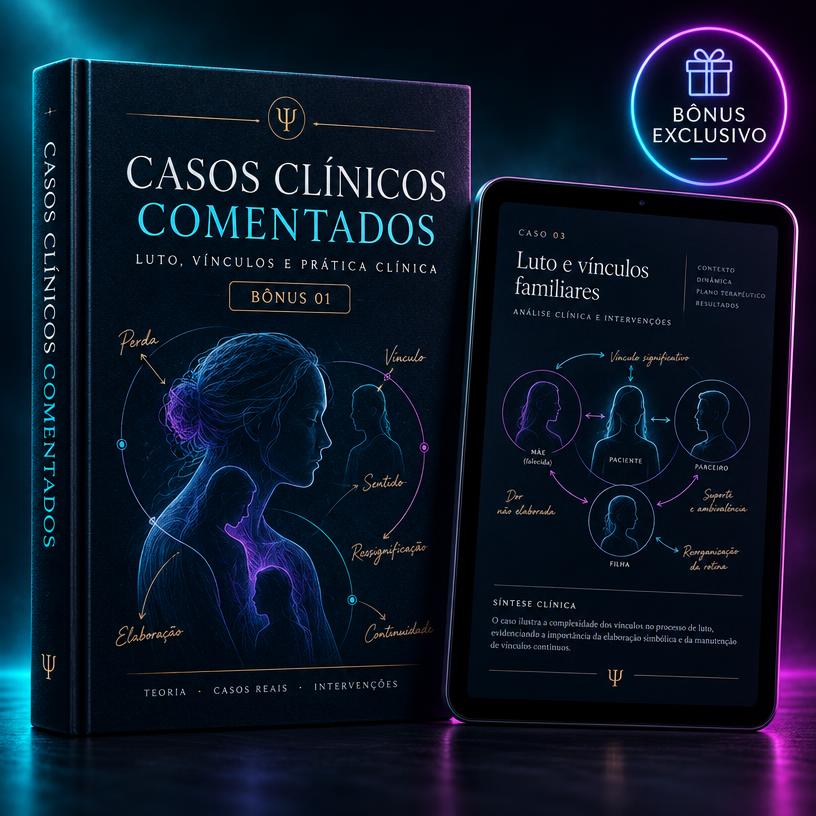 CASOS CLÍNICOS COMENTADOS
Ψ
Ψ
CASOS CLÍNICOS
COMENTADOS
LUTO, VÍNCULOS E PRÁTICA CLÍNICA
BÔNUS 01
Perda
Vínculo
Sentido
Ressignificação
Elaboração
Continuidade
TEORIA · CASOS REAIS · INTERVENÇÕES
BÔNUS
EXCLUSIVO
CASO 03
Luto e vínculos
familiares
ANÁLISE CLÍNICA E INTERVENÇÕES
CONTEXTO
DINÂMICA
PLANO TERAPÊUTICO
RESULTADOS
Vínculo significativo
MÃE
(falecida)
PACIENTE
PARCEIRO
Dor
não elaborada
Suporte
e ambivalência
FILHA
Reorganização
da rotina
SÍNTESE CLÍNICA
O caso ilustra a complexidade dos vínculos no processo de luto,
evidenciando a importância da elaboração simbólica e da manutenção
de vínculos contínuos.
Ψ